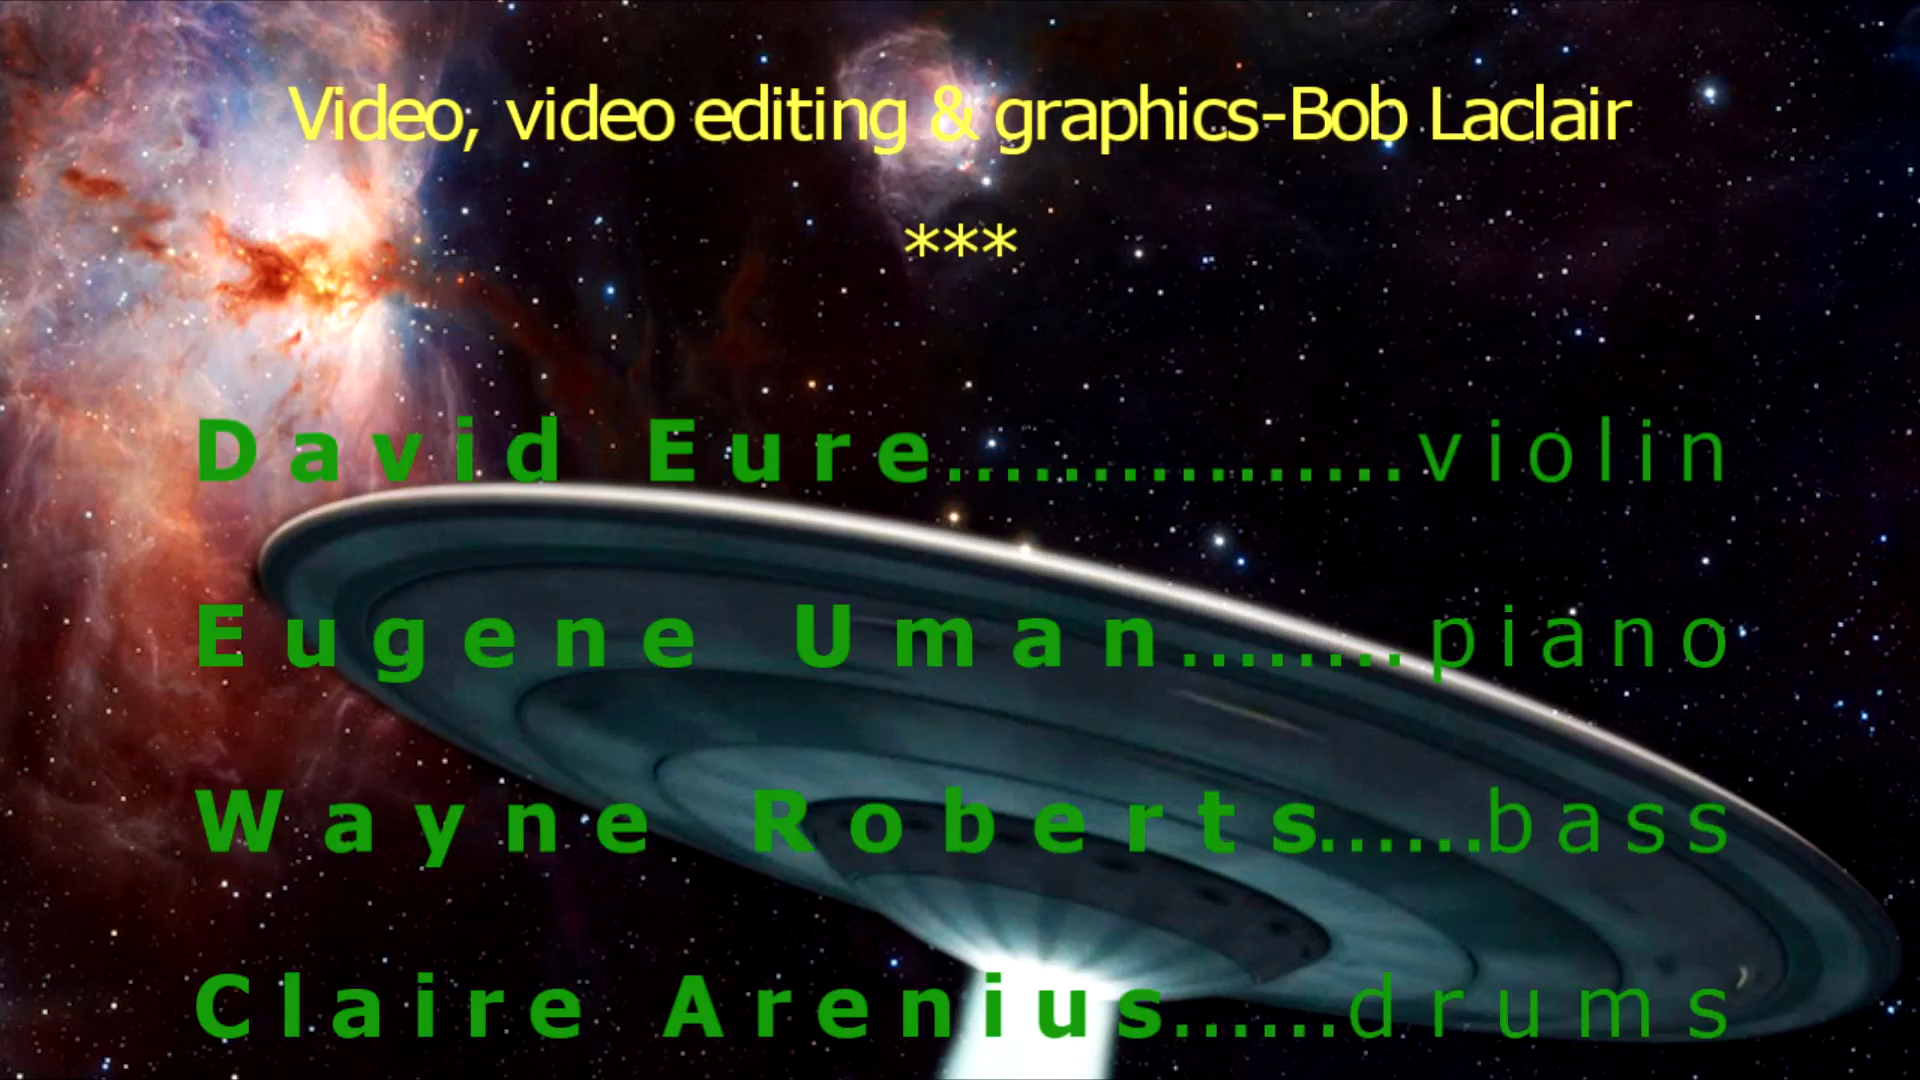 Video, video editing & graphics-Bob Laclair
***
David Eure................violin
Eugene Uman........piano
Wayne Roberts......bass
Claire Arenius......drums